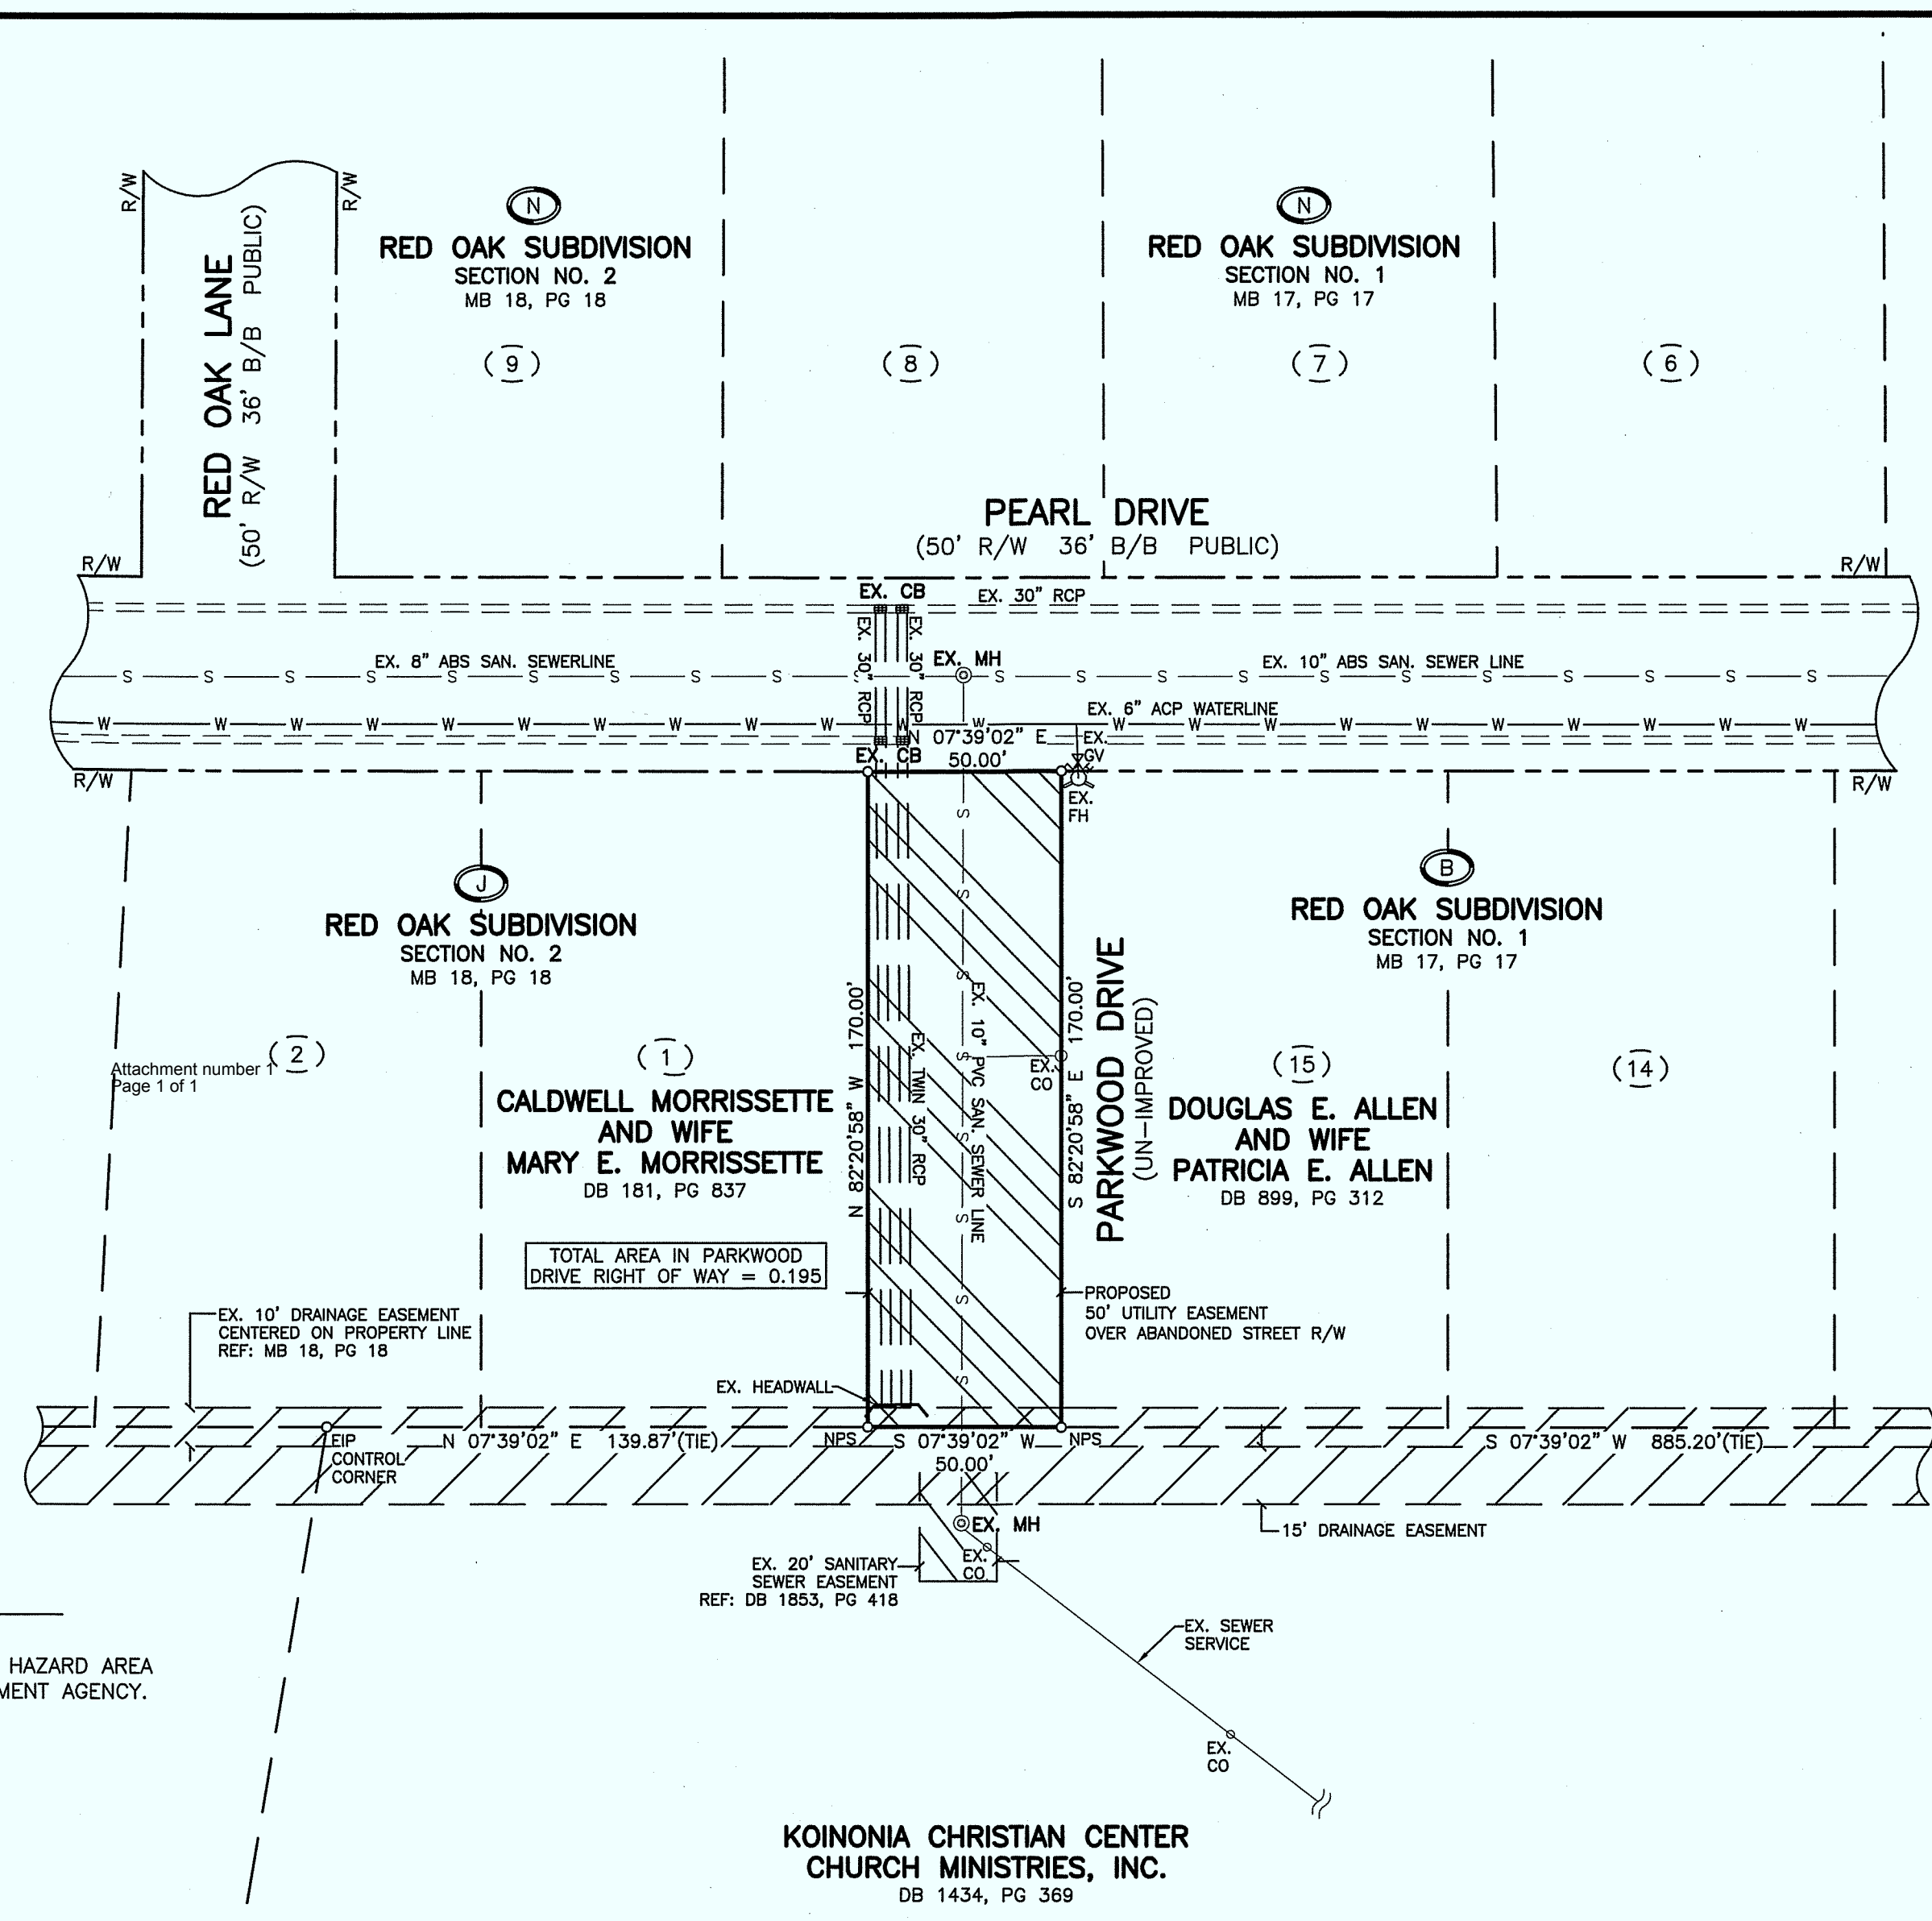 R/W
R/W
RED OAK LANE
(50' R/W 36' B/B PUBLIC)
N
RED OAK SUBDIVISION
SECTION NO. 2
MB 18, PG 18
N
RED OAK SUBDIVISION
SECTION NO. 1
MB 17, PG 17
(9)
(8)
(7)
(6)
PEARL DRIVE
(50' R/W 36' B/B PUBLIC)
R/W
R/W
EX. CB
EX. 30" RCP
EX. 30" RCP
EX. 30" RCP
EX. 8" ABS SAN. SEWERLINE
EX. MH
EX. 10" ABS SAN. SEWER LINE
S S S S S S S S S S S S S S S S S S S S S
EX. 6" ACP WATERLINE
W W W W W W W W W W W W W W W W W W W W W W
N 07°39'02" E
50.00'
EX. CB
EX.
GV
EX.
FH
R/W
R/W
J
RED OAK SUBDIVISION
SECTION NO. 2
MB 18, PG 18
B
RED OAK SUBDIVISION
SECTION NO. 1
MB 17, PG 17
(2)
Attachment number 1
Page 1 of 1
(1)
CALDWELL MORRISSETTE
AND WIFE
MARY E. MORRISSETTE
DB 181, PG 837
N 82°20'58" W 170.00'
EX. TWIN 30" RCP
EX. 10" PVC SAN. SEWER LINE
S S S S S S S S
EX.
CO
S 82°20'58" E 170.00'
PARKWOOD DRIVE
(UN-IMPROVED)
(15)
DOUGLAS E. ALLEN
AND WIFE
PATRICIA E. ALLEN
DB 899, PG 312
(14)
TOTAL AREA IN PARKWOOD
DRIVE RIGHT OF WAY = 0.195
PROPOSED
50' UTILITY EASEMENT
OVER ABANDONED STREET R/W
EX. 10' DRAINAGE EASEMENT
CENTERED ON PROPERTY LINE
REF: MB 18, PG 18
EX. HEADWALL
EIP
CONTROL
CORNER
N 07°39'02" E 139.87'(TIE)
NPS
S 07°39'02" W
50.00'
NPS
S 07°39'02" W 885.20'(TIE)
15' DRAINAGE EASEMENT
EX. MH
EX.
CO
EX. 20' SANITARY
SEWER EASEMENT
REF: DB 1853, PG 418
EX. SEWER
SERVICE
EX.
CO
HAZARD AREA
MENT AGENCY.
KOINONIA CHRISTIAN CENTER
CHURCH MINISTRIES, INC.
DB 1434, PG 369